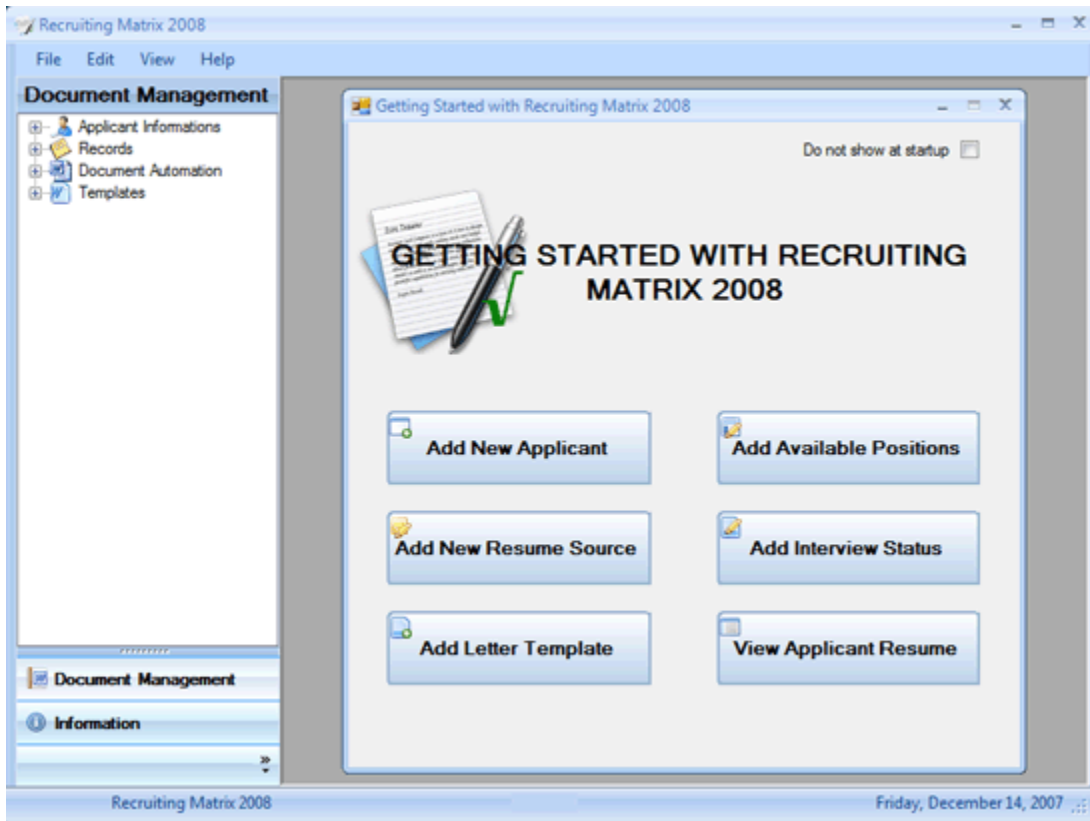 Recruiting Matrix 2008
File Edit View Help
Document Management
Applicant Informations
Records
Document Automation
Templates
Document Management
Information
Getting Started with Recruiting Matrix 2008
Do not show at startup
GETTING STARTED WITH RECRUITING
MATRIX 2008
Add New Applicant
Add Available Positions
Add New Resume Source
Add Interview Status
Add Letter Template
View Applicant Resume
Recruiting Matrix 2008
Friday, December 14, 2007